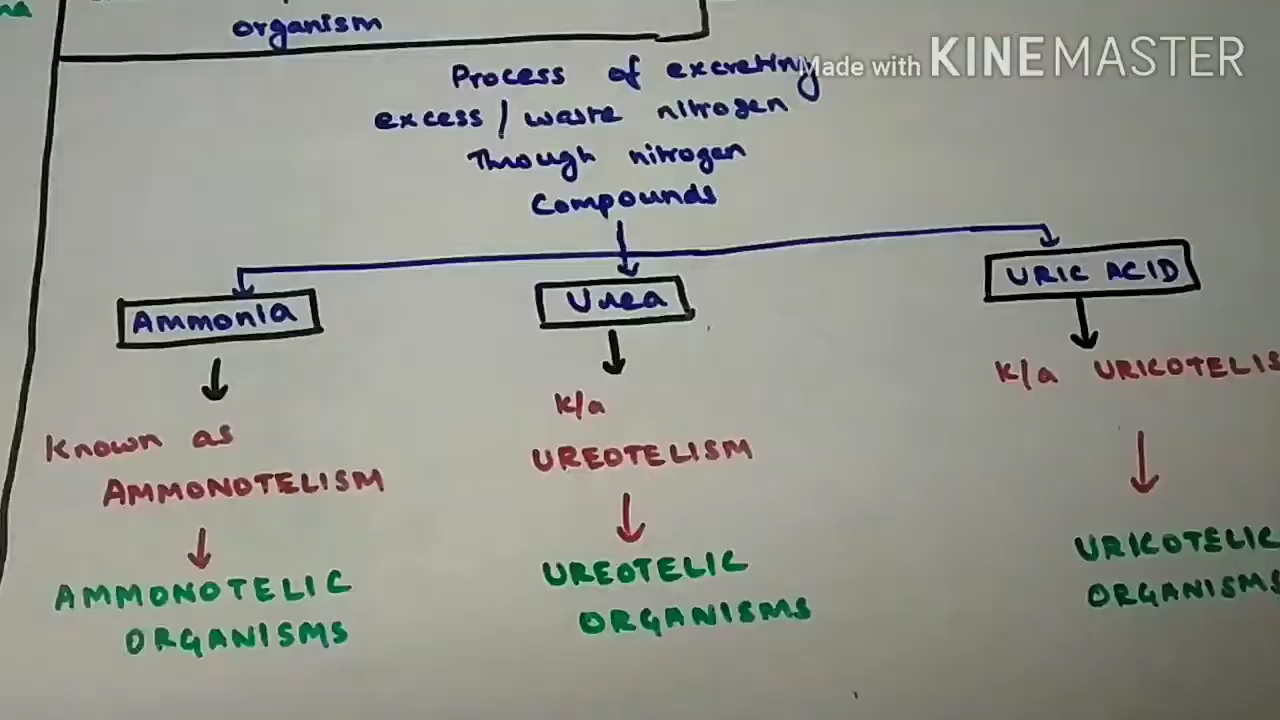 organism
Process of excreting
Made with KINEMASTER
excess / waste nitrogen
Through nitrogen
Compounds
Ammonia
Urea
URIC ACID
Known as
AMMONOTELISM
K/a
UREOTELISM
K/a URICOTELIS
AMMONOTELIC
ORGANISMS
UREOTELIC
ORGANISMS
URICOTELIC
ORGANISMS